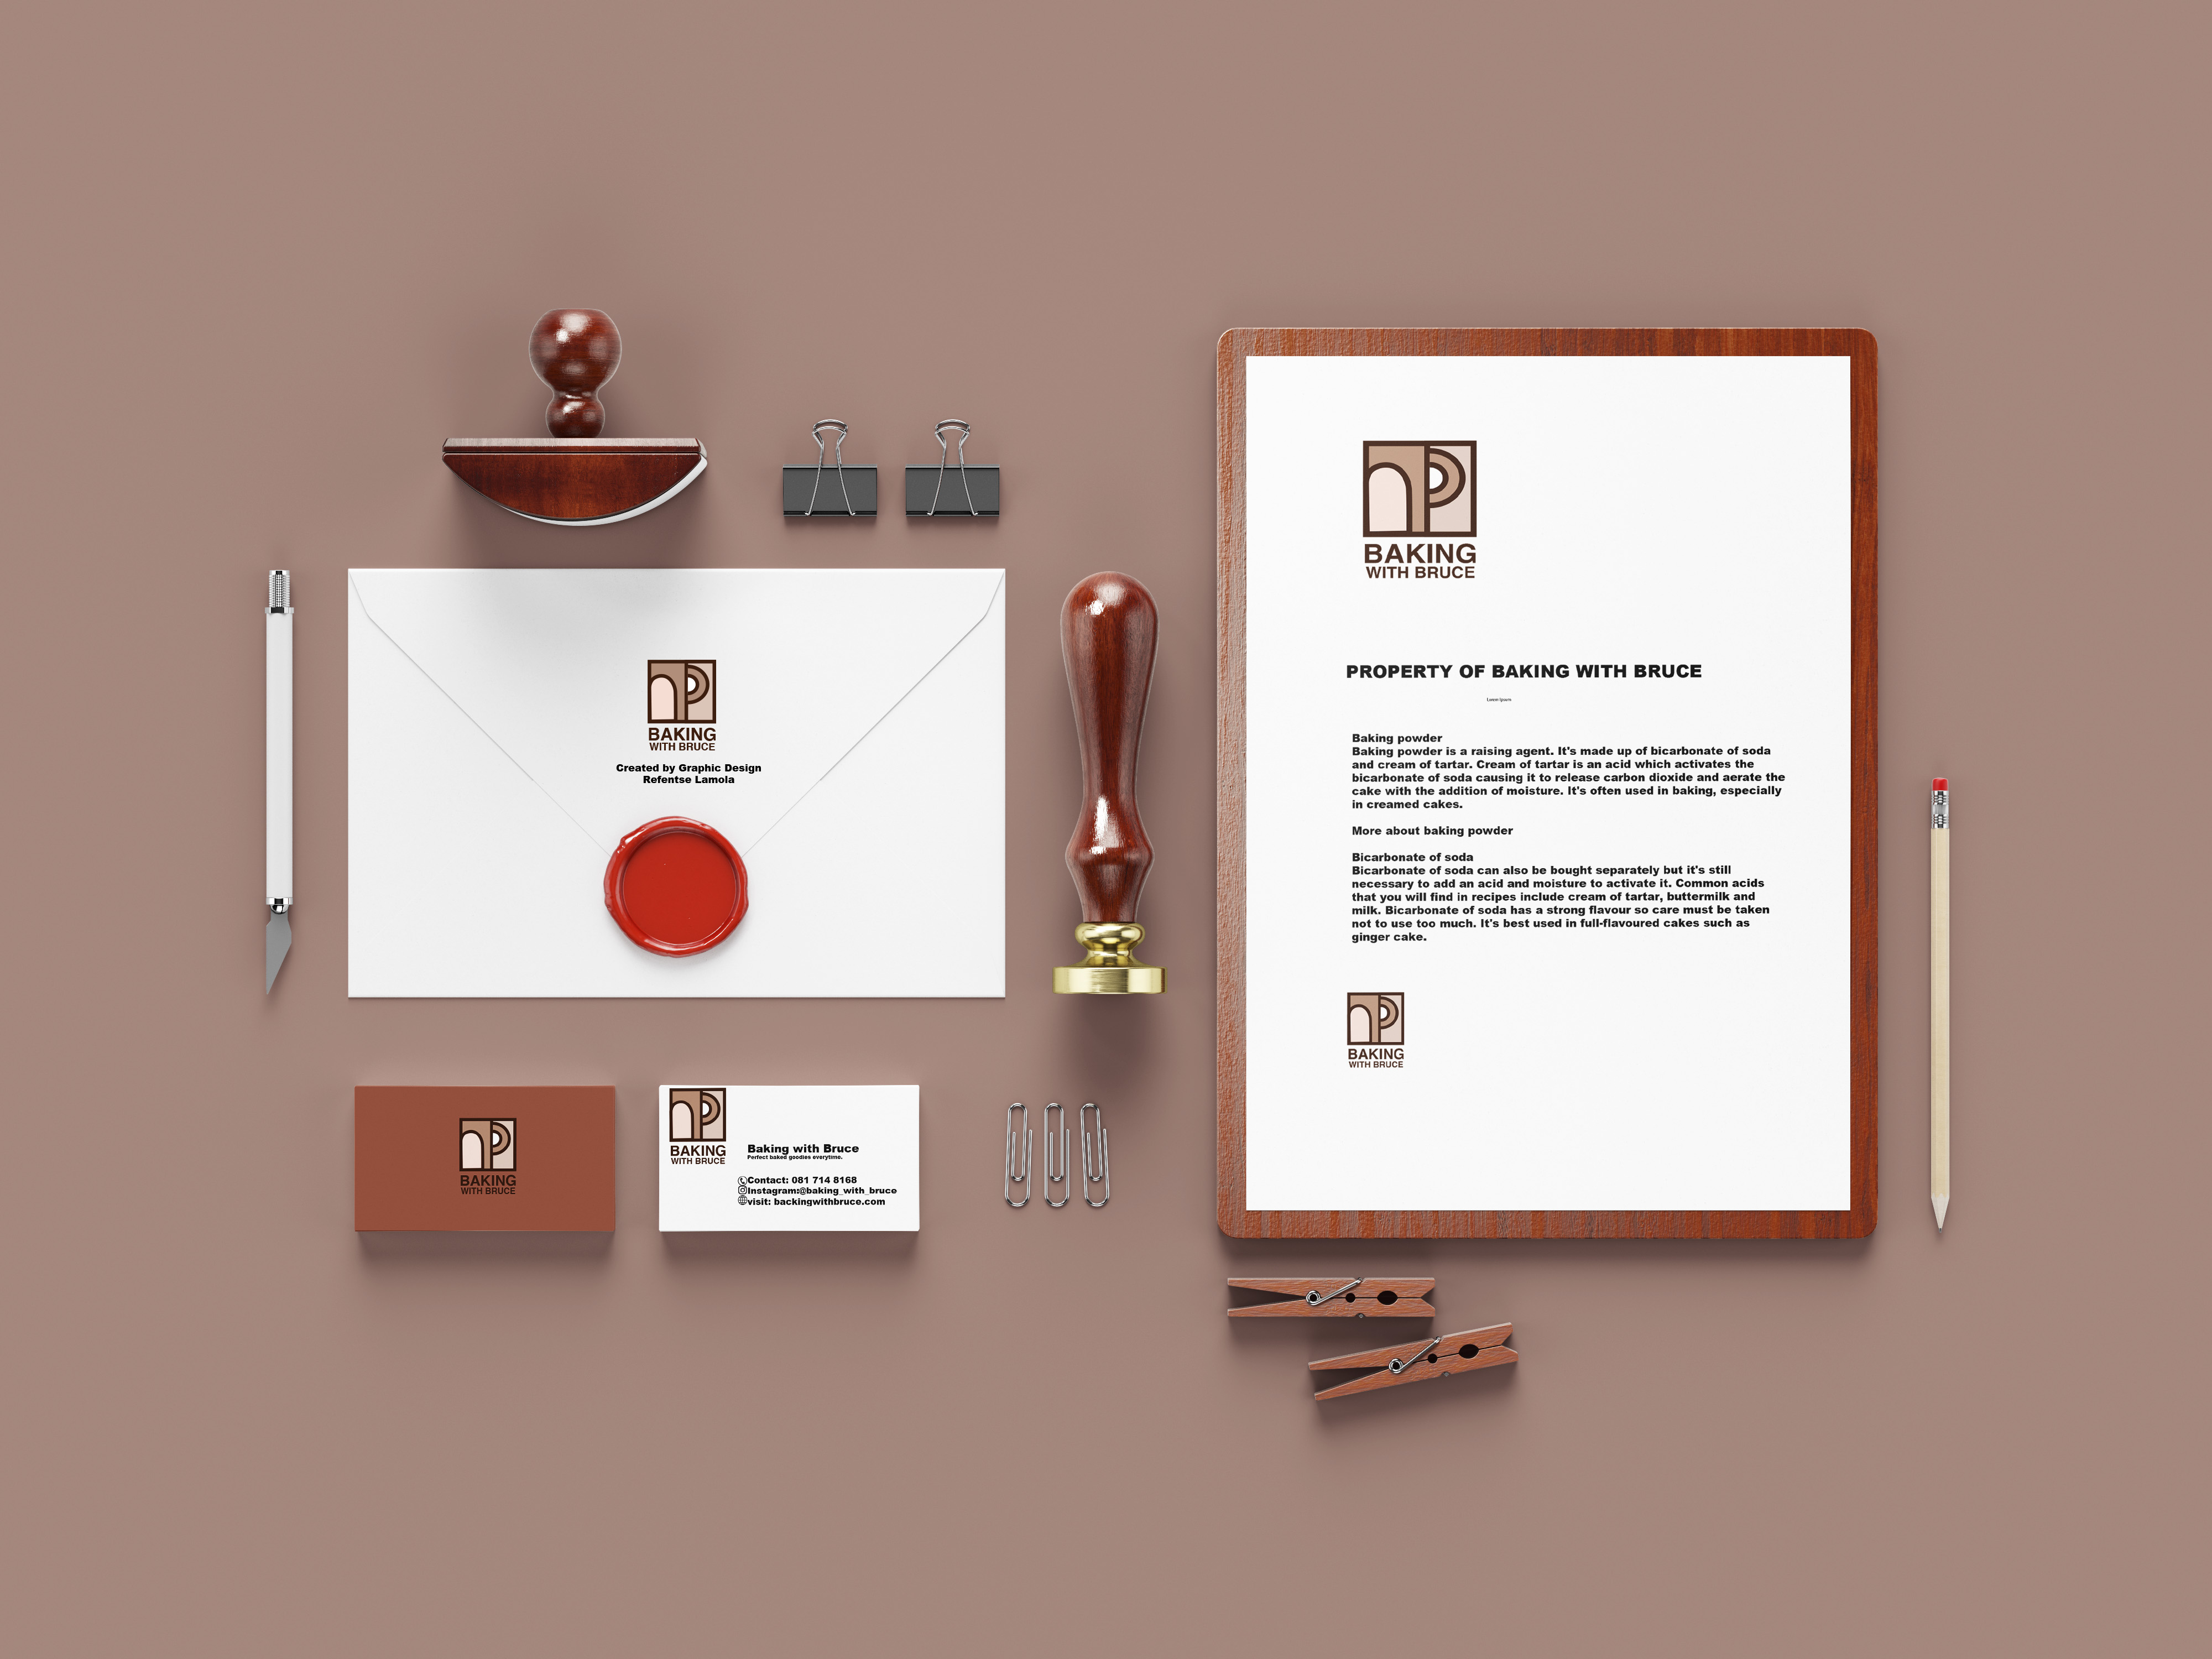 BAKING
WITH BRUCE
Created by Graphic Design
Refentse Lamola
BAKING
WITH BRUCE
BAKING
WITH BRUCE
Baking with Bruce
Perfect baked goodies everytime.
Contact: 081 714 8168
Instagram:@baking_with_bruce
visit: backingwithbruce.com
BAKING
WITH BRUCE
PROPERTY OF BAKING WITH BRUCE
Lorem Ipsum
Baking powder
Baking powder is a raising agent. It's made up of bicarbonate of soda
and cream of tartar. Cream of tartar is an acid which activates the
bicarbonate of soda causing it to release carbon dioxide and aerate the
cake with the addition of moisture. It's often used in baking, especially
in creamed cakes.
More about baking powder
Bicarbonate of soda
Bicarbonate of soda can also be bought separately but it's still
necessary to add an acid and moisture to activate it. Common acids
that you will find in recipes include cream of tartar, buttermilk and
milk. Bicarbonate of soda has a strong flavour so care must be taken
not to use too much. It's best used in full-flavoured cakes such as
ginger cake.
BAKING
WITH BRUCE